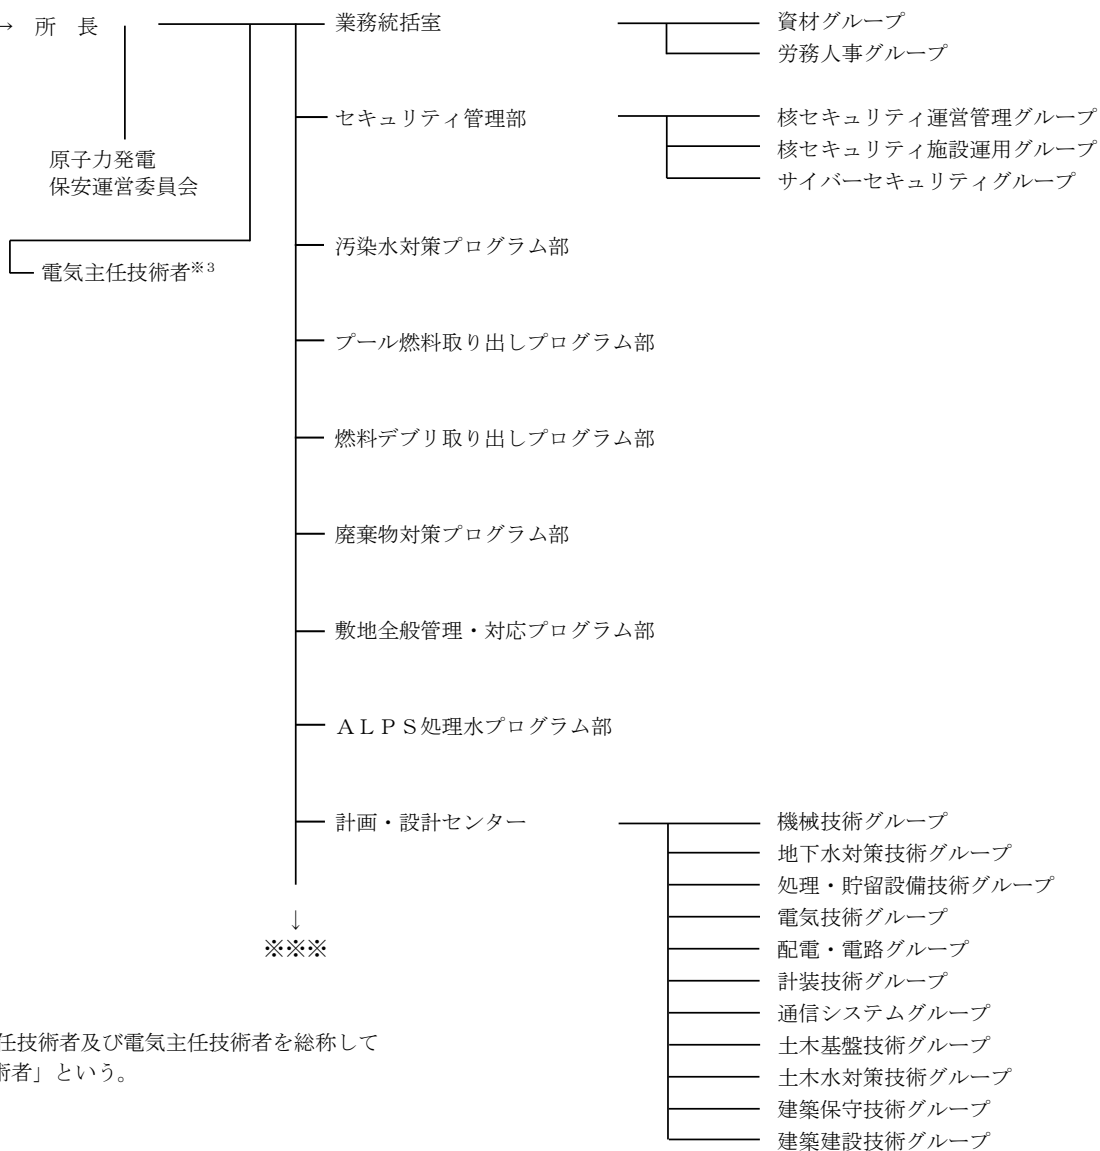 → 所　長
業務統括室
資材グループ
労務人事グループ
セキュリティ管理部
核セキュリティ運営管理グループ
核セキュリティ施設運用グループ
サイバーセキュリティグループ
原子力発電
保安運営委員会
電気主任技術者※3
汚染水対策プログラム部
プール燃料取り出しプログラム部
燃料デブリ取り出しプログラム部
廃棄物対策プログラム部
敷地全般管理・対応プログラム部
ＡＬＰＳ処理水プログラム部
計画・設計センター
機械技術グループ
地下水対策技術グループ
処理・貯留設備技術グループ
電気技術グループ
配電・電路グループ
計装技術グループ
通信システムグループ
土木基盤技術グループ
土木水対策技術グループ
建築保守技術グループ
建築建設技術グループ
↓
※※※
任技術者及び電気主任技術者を総称して
術者」という。